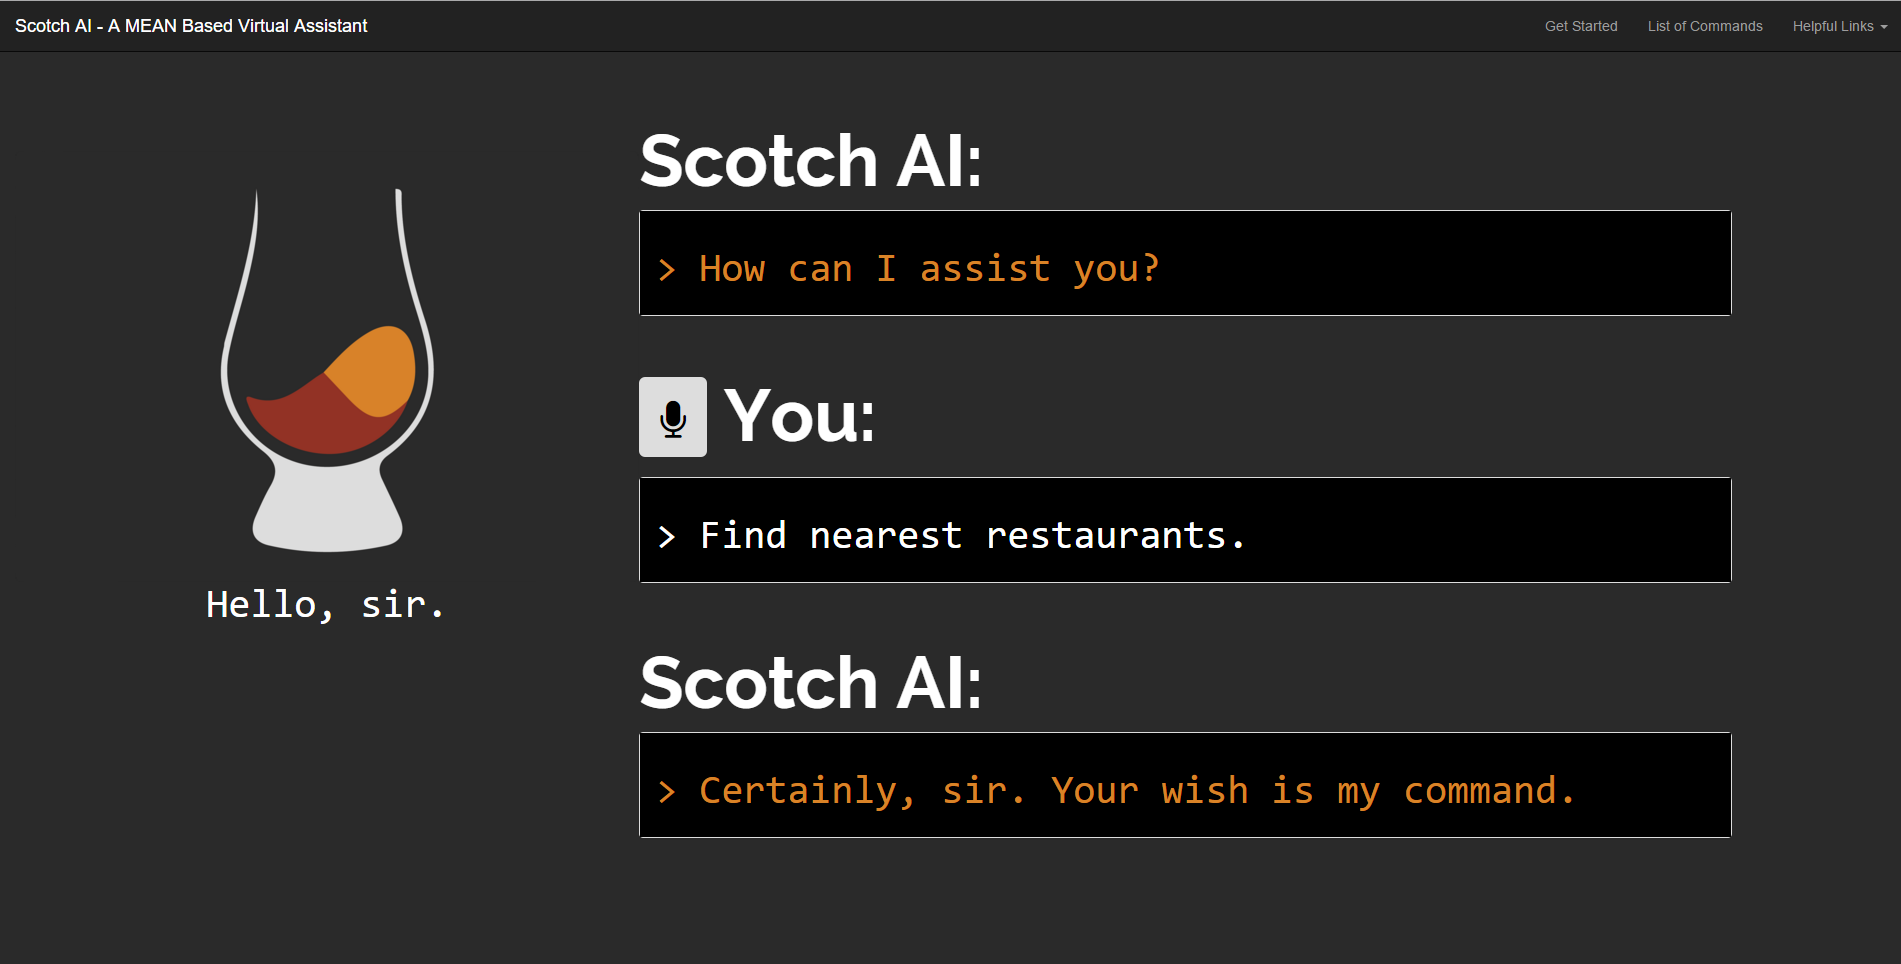 Scotch AI - A MEAN Based Virtual Assistant
Get Started
List of Commands
Helpful Links
Scotch AI:
> How can I assist you?
You:
> Find nearest restaurants.
Hello, sir.
Scotch AI:
> Certainly, sir. Your wish is my command.